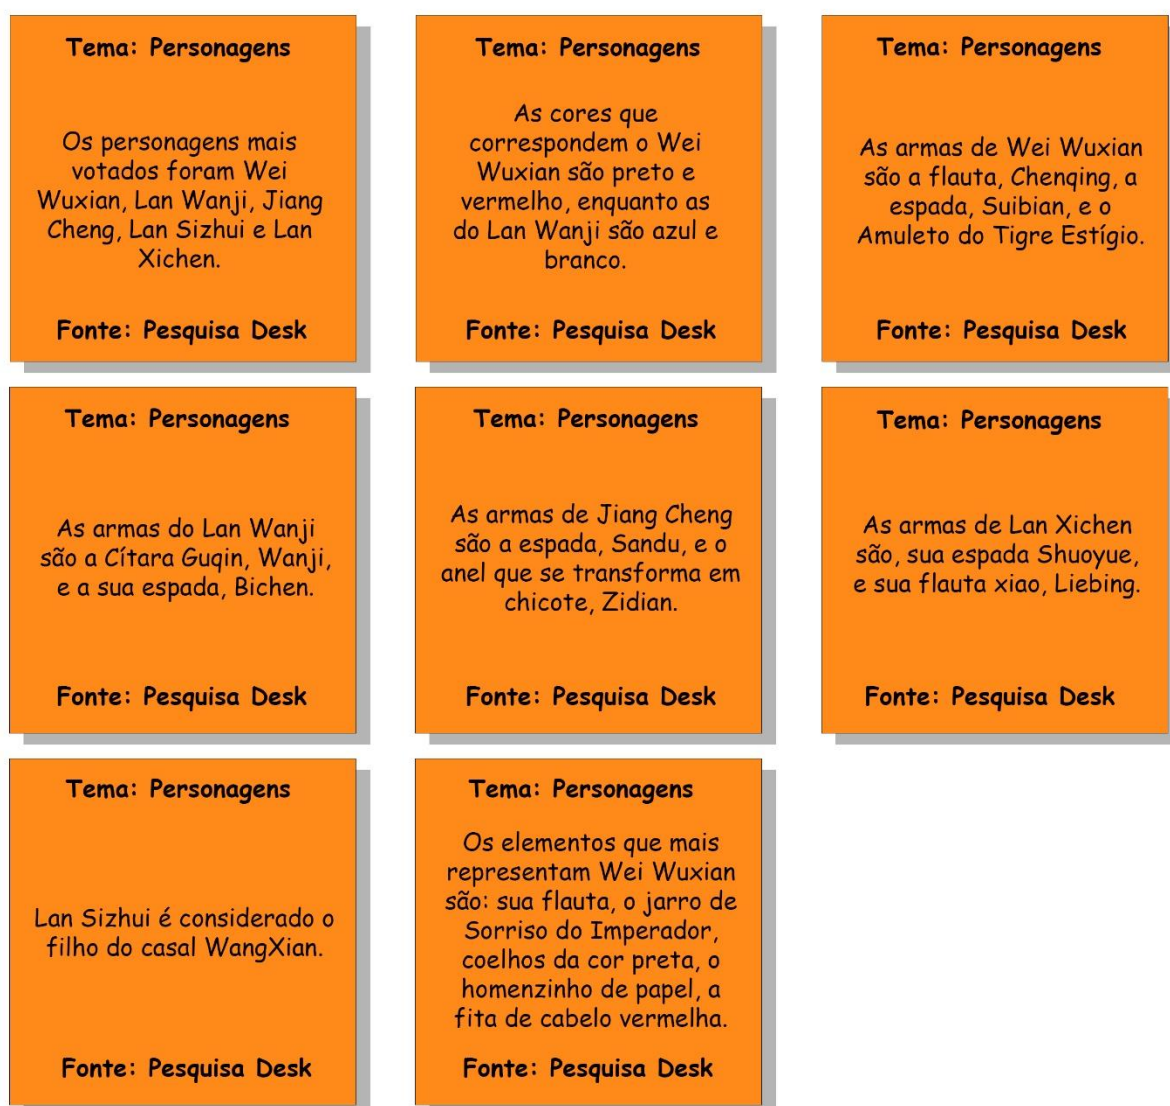 Tema: Personagens
Os personagens mais
votados foram Wei
Wuxian, Lan Wanji, Jiang
Cheng, Lan Sizhui e Lan
Xichen.
Fonte: Pesquisa Desk
Tema: Personagens
As cores que
correspondem o Wei
Wuxian são preto e
vermelho, enquanto as
do Lan Wanji são azul e
branco.
Fonte: Pesquisa Desk
Tema: Personagens
As armas de Wei Wuxian
são a flauta, Chenqing, a
espada, Suibian, e o
Amuleto do Tigre Estígio.
Fonte: Pesquisa Desk
Tema: Personagens
As armas do Lan Wanji
são a Cítara Guqin, Wanji,
e a sua espada, Bichen.
Fonte: Pesquisa Desk
Tema: Personagens
As armas de Jiang Cheng
são a espada, Sandu, e o
anel que se transforma em
chicote, Zidian.
Fonte: Pesquisa Desk
Tema: Personagens
As armas de Lan Xichen
são, sua espada Shuoyue,
e sua flauta xiao, Liebing.
Fonte: Pesquisa Desk
Tema: Personagens
Lan Sizhui é considerado o
filho do casal WangXian.
Fonte: Pesquisa Desk
Tema: Personagens
Os elementos que mais
representam Wei Wuxian
são: sua flauta, o jarro de
Sorriso do Imperador,
coelhos da cor preta, o
homenzinho de papel, a
fita de cabelo vermelha.
Fonte: Pesquisa Desk